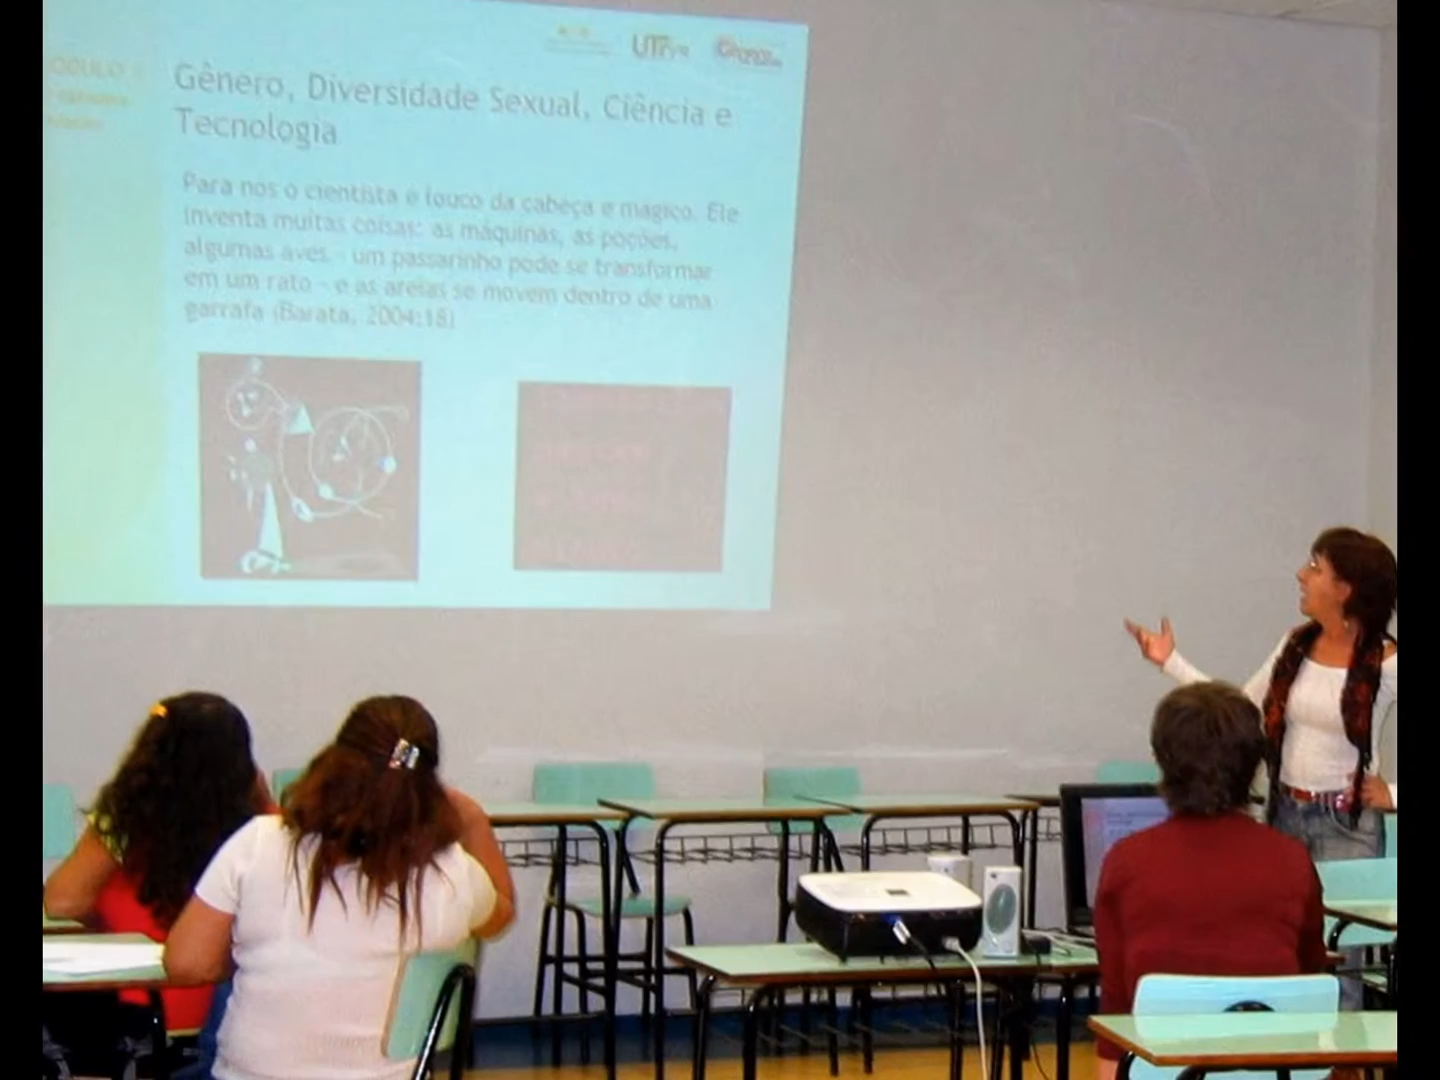 Gênero, Diversidade Sexual, Ciência e
Tecnologia
Para nos o cientista e louco da cabeça e magico. Ele
inventa muitas coisas: as máquinas, as poções,
algumas aves - um passarinho pode se transformar
em um rato - e as areias se movem dentro de uma
garrafa (Barata, 2004:18)